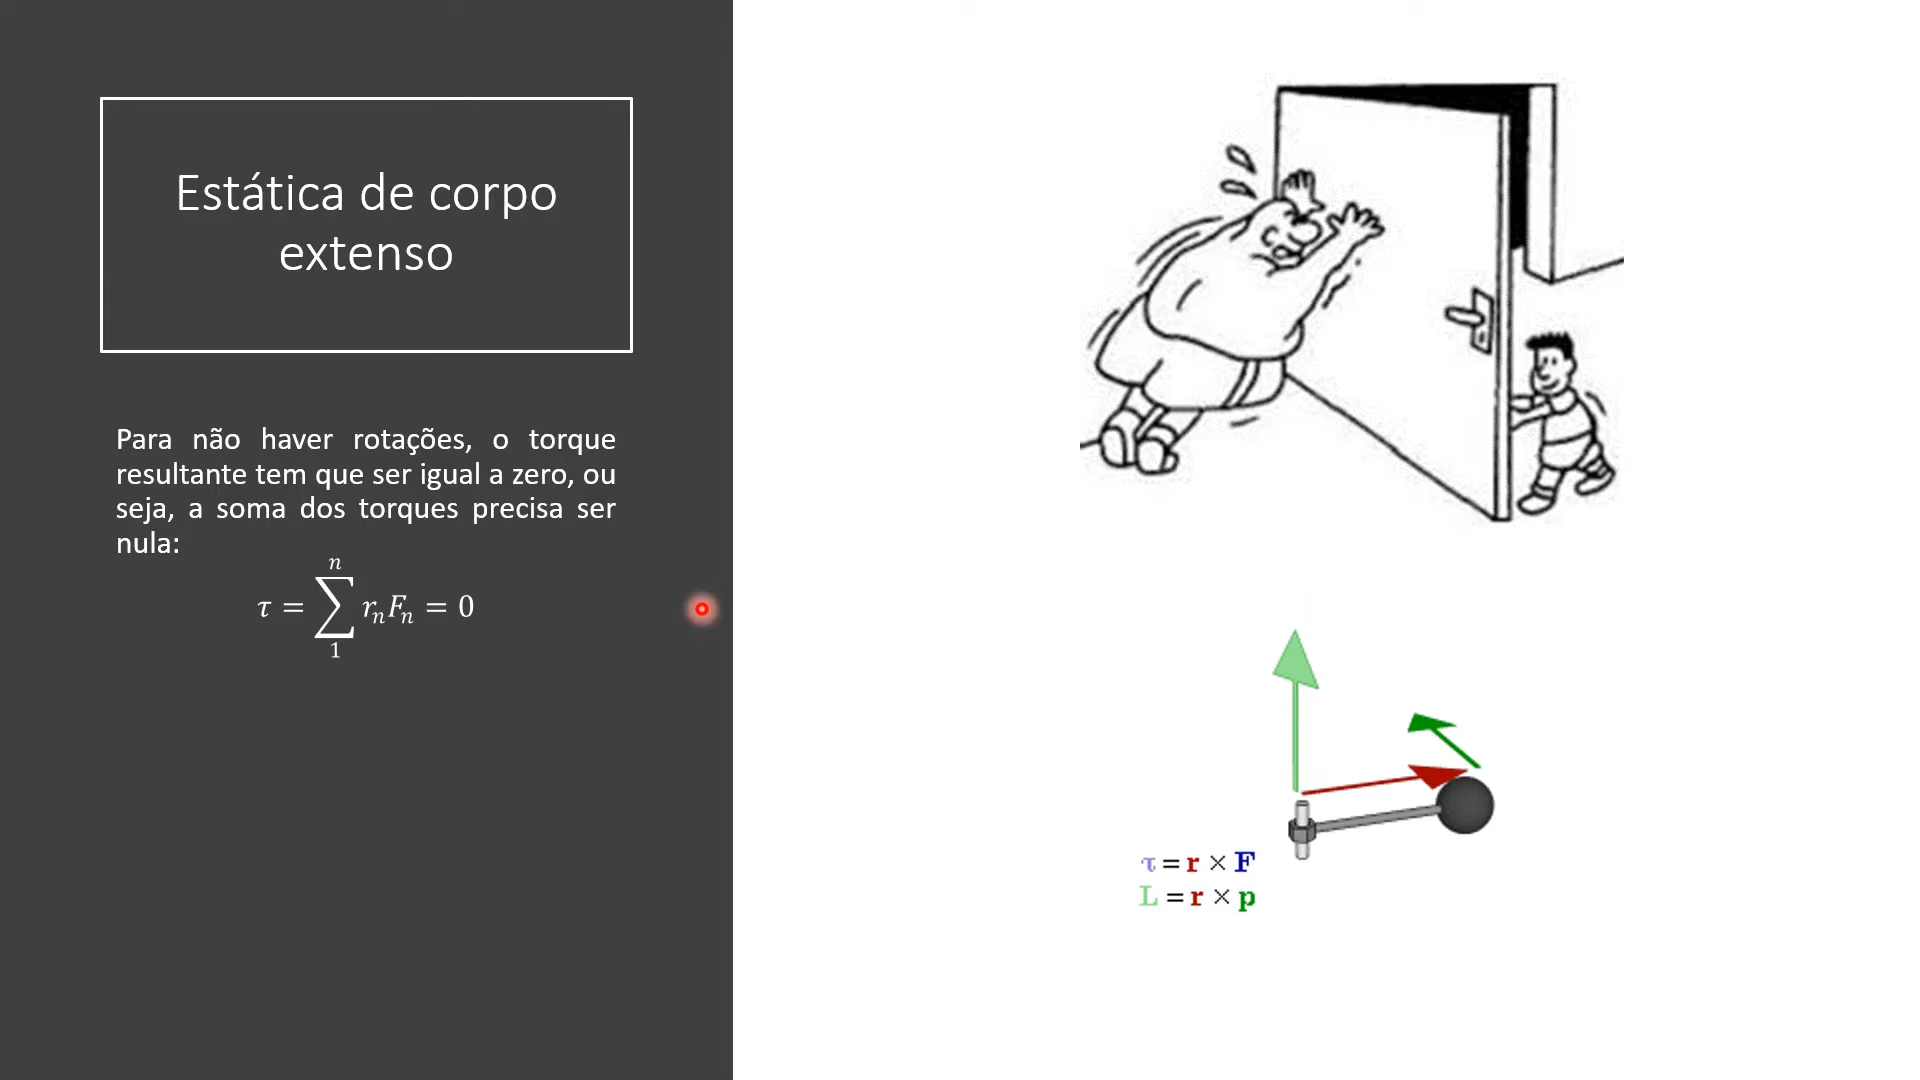 Estática de corpo
extenso
Para não haver rotações, o torque
resultante tem que ser igual a zero, ou
seja, a soma dos torques precisa ser
nula:
τ = ∑₁ⁿ rₙFₙ = 0
τ = r × F
L = r × p